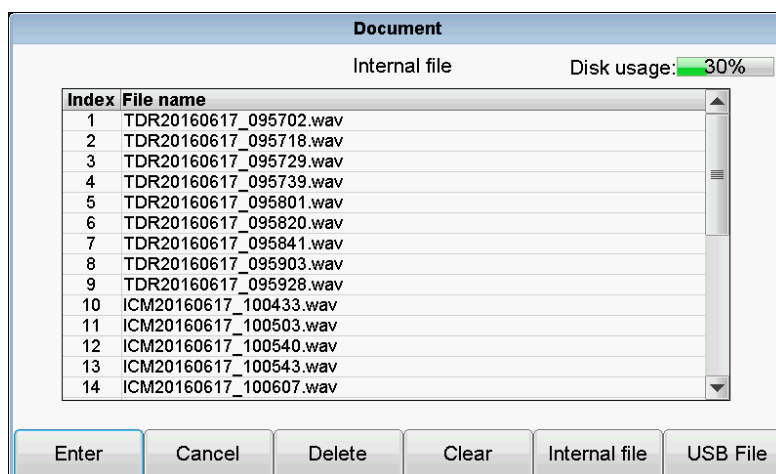 Document
Internal file Disk usage: 30%
Index File name
1 TDR20160617_095702.wav
2 TDR20160617_095718.wav
3 TDR20160617_095729.wav
4 TDR20160617_095739.wav
5 TDR20160617_095801.wav
6 TDR20160617_095820.wav
7 TDR20160617_095841.wav
8 TDR20160617_095903.wav
9 TDR20160617_095928.wav
10 ICM20160617_100433.wav
11 ICM20160617_100503.wav
12 ICM20160617_100540.wav
13 ICM20160617_100543.wav
14 ICM20160617_100607.wav
Enter Cancel Delete Clear Internal file USB File